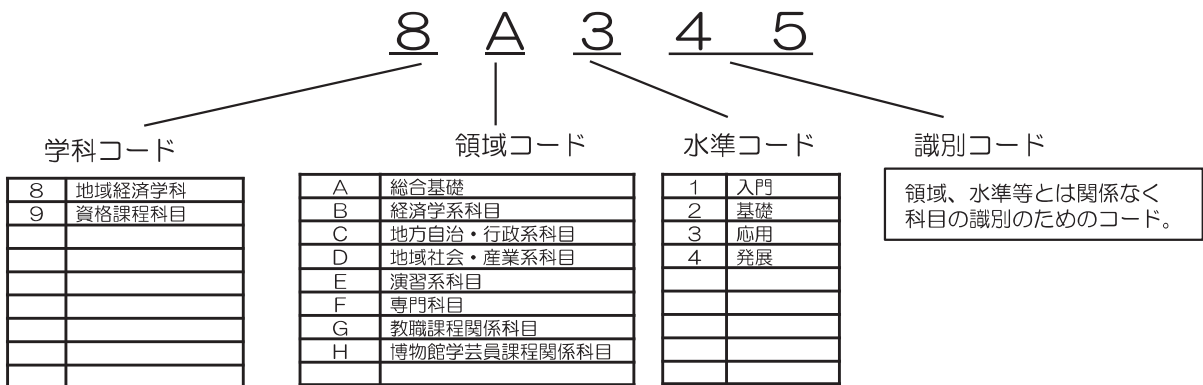 8 A 3 4 5
学科コード
8 地域経済学科
9 資格課程科目
領域コード
A 総合基礎
B 経済学系科目
C 地方自治・行政系科目
D 地域社会・産業系科目
E 演習系科目
F 専門科目
G 教職課程関係科目
H 博物館学芸員課程関係科目
水準コード
1 入門
2 基礎
3 応用
4 発展
識別コード
領域、水準等とは関係なく
科目の識別のためのコード。